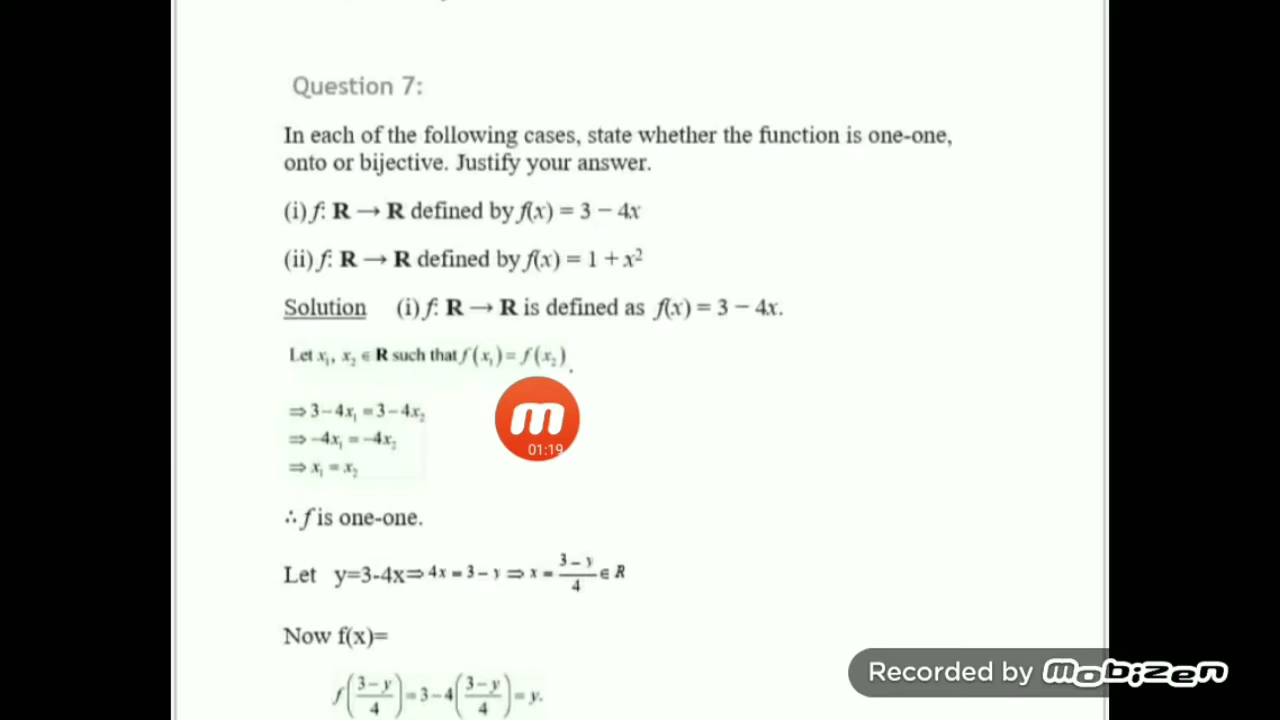 Question 7:
In each of the following cases, state whether the function is one-one,
onto or bijective. Justify your answer.
(i) f: R → R defined by f(x) = 3 − 4x
(ii) f: R → R defined by f(x) = 1 + x²
Solution (i) f: R → R is defined as f(x) = 3 − 4x.
Let x₁, x₂ ∈ R such that f(x₁) = f(x₂).
⇒ 3 − 4x₁ = 3 − 4x₂
⇒ −4x₁ = −4x₂
⇒ x₁ = x₂
01:19
∴ f is one-one.
Let y=3-4x⇒ 4x = 3 − y ⇒ x = (3 − y)/4 ∈ R
Now f(x)=
f((3 − y)/4) = 3 − 4((3 − y)/4) = y.
Recorded by Mobizen